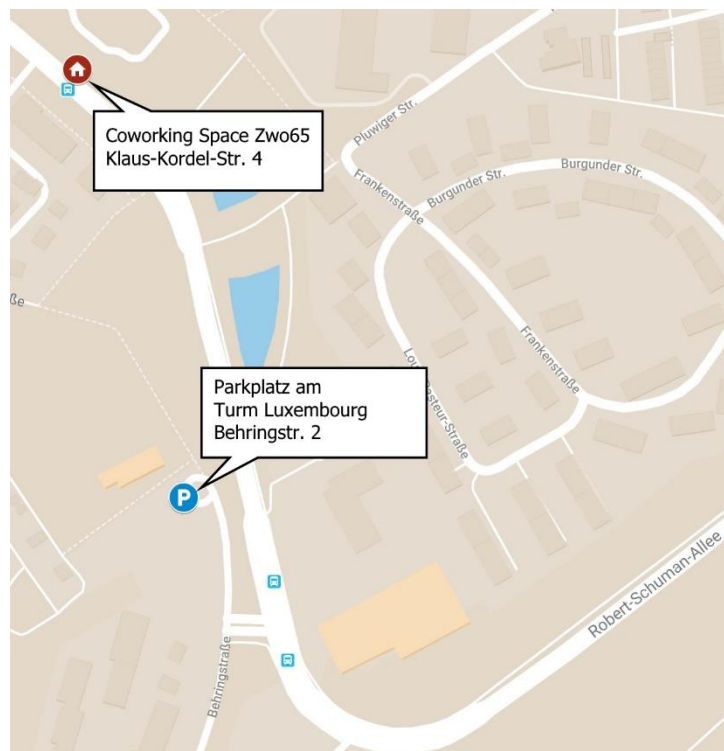 Coworking Space Zwo65
Klaus-Kordel-Str. 4
Pluwiger Str.
Burgunder Str.
Burgunder Str.
Frankenstraße
ße
Frankenstraße
Parkplatz am
Turm Luxembourg
Behringstr. 2
P
Robert-Schuman-Allee
Behringstraße